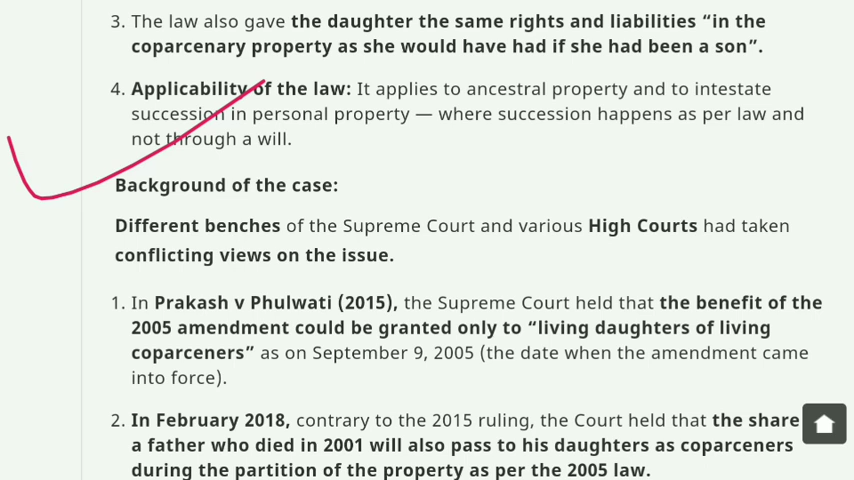 3. The law also gave the daughter the same rights and liabilities “in the
coparcenary property as she would have had if she had been a son”.
4. Applicability of the law: It applies to ancestral property and to intestate
succession in personal property — where succession happens as per law and
not through a will.
Background of the case:
Different benches of the Supreme Court and various High Courts had taken
conflicting views on the issue.
1. In Prakash v Phulwati (2015), the Supreme Court held that the benefit of the
2005 amendment could be granted only to “living daughters of living
coparceners” as on September 9, 2005 (the date when the amendment came
into force).
2. In February 2018, contrary to the 2015 ruling, the Court held that the share
a father who died in 2001 will also pass to his daughters as coparceners
during the partition of the property as per the 2005 law.